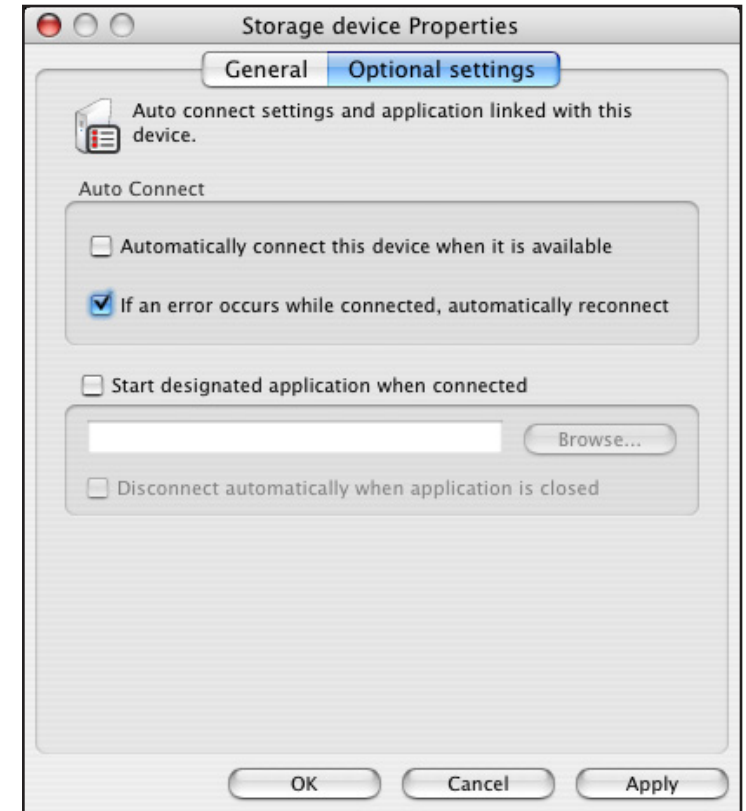 Storage device Properties
General Optional settings
Auto connect settings and application linked with this
device.
Auto Connect
Automatically connect this device when it is available
If an error occurs while connected, automatically reconnect
Start designated application when connected
Browse...
Disconnect automatically when application is closed
OK Cancel Apply